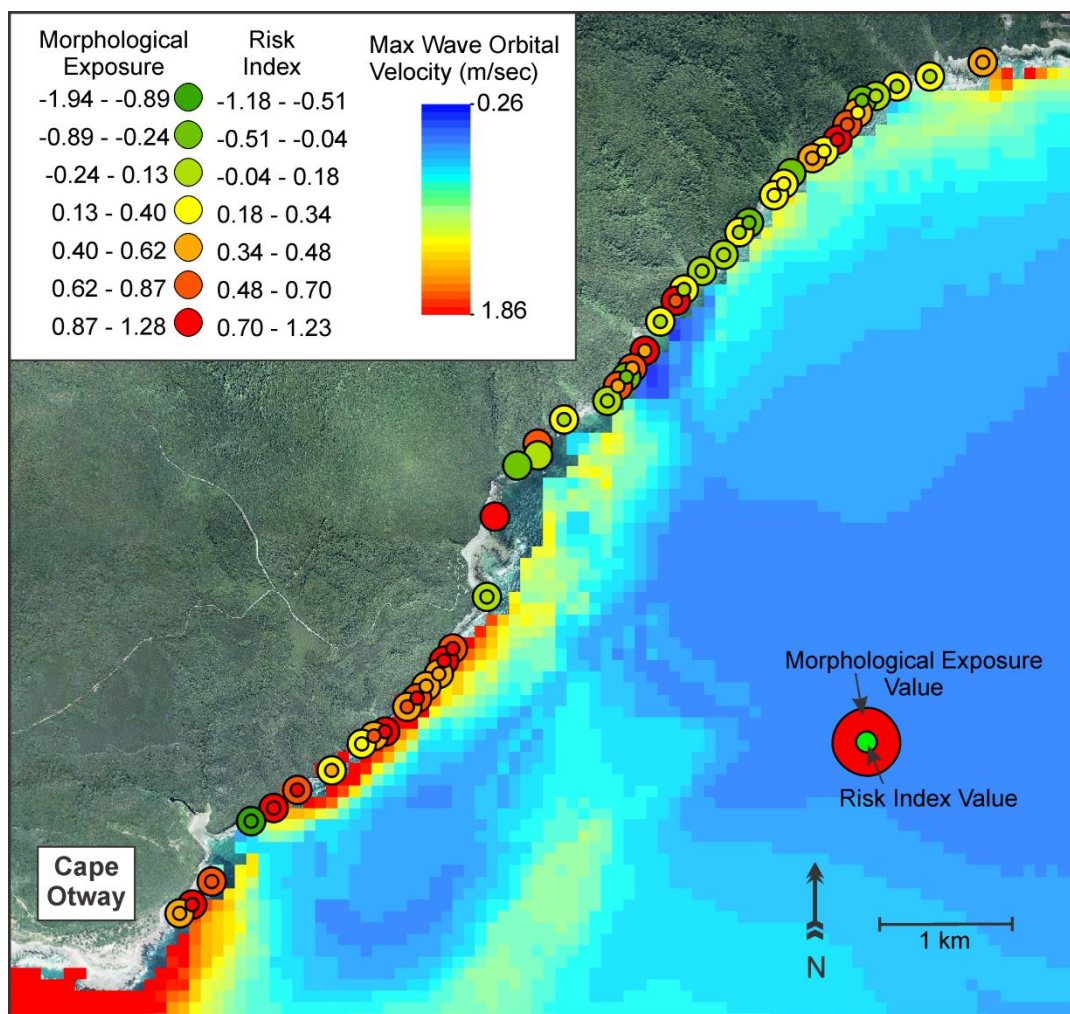 Morphological Exposure
Risk Index
-1.94 - -0.89 -1.18 - -0.51
-0.89 - -0.24 -0.51 - -0.04
-0.24 - 0.13 -0.04 - 0.18
0.13 - 0.40 0.18 - 0.34
0.40 - 0.62 0.34 - 0.48
0.62 - 0.87 0.48 - 0.70
0.87 - 1.28 0.70 - 1.23
Max Wave Orbital
Velocity (m/sec)
0.26
1.86
Morphological Exposure
Value
Risk Index Value
Cape
Otway
N
1 km